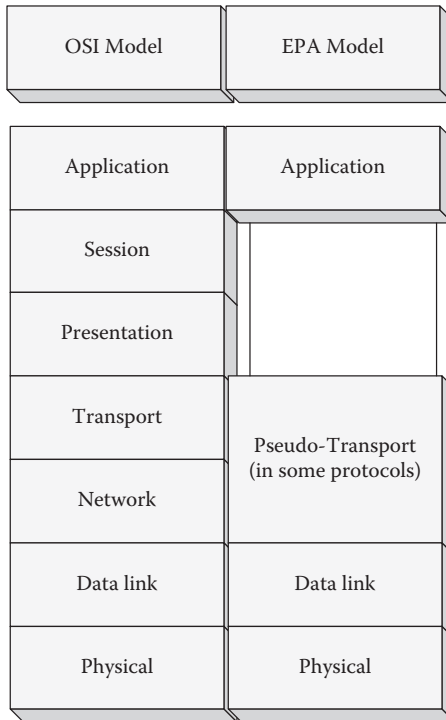 OSI Model
EPA Model
Application
Application
Session
Presentation
Transport
Pseudo-Transport
(in some protocols)
Network
Data link
Data link
Physical
Physical